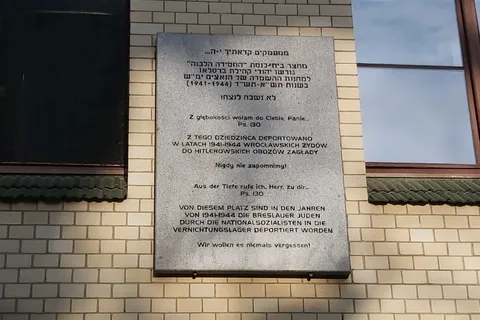 ממעמקים קראתיך י-ה...
מחצר בית-כנסת "החסידה הלבנה"
גורשו יהודי קהילת ברסלאו
למחנות ההשמדה של הנאצים ימ"ש
בשנות תש"א-תש"ד (1941-1944)
לא נשכח לנצח!
Z głębokości wołam do Ciebie, Panie..
Ps. 130
Z TEGO DZIEDZIŃCA DEPORTOWANO
W LATACH 1941-1944 WROCŁAWSKICH ŻYDÓW
DO HITLEROWSKICH OBOZÓW ZAGŁADY
Nigdy nie zapomnimy!
Aus der Tiefe rufe ich, Herr, zu dir..
Ps. 130
VON DIESEM PLATZ SIND IN DEN JAHREN
VON 1941-1944 DIE BRESLAUER JUDEN
DURCH DIE NATIONALSOZIALISTEN IN DIE
VERNICHTUNGSLAGER DEPORTIERT WORDEN
Wir wollen es niemals vergessen!